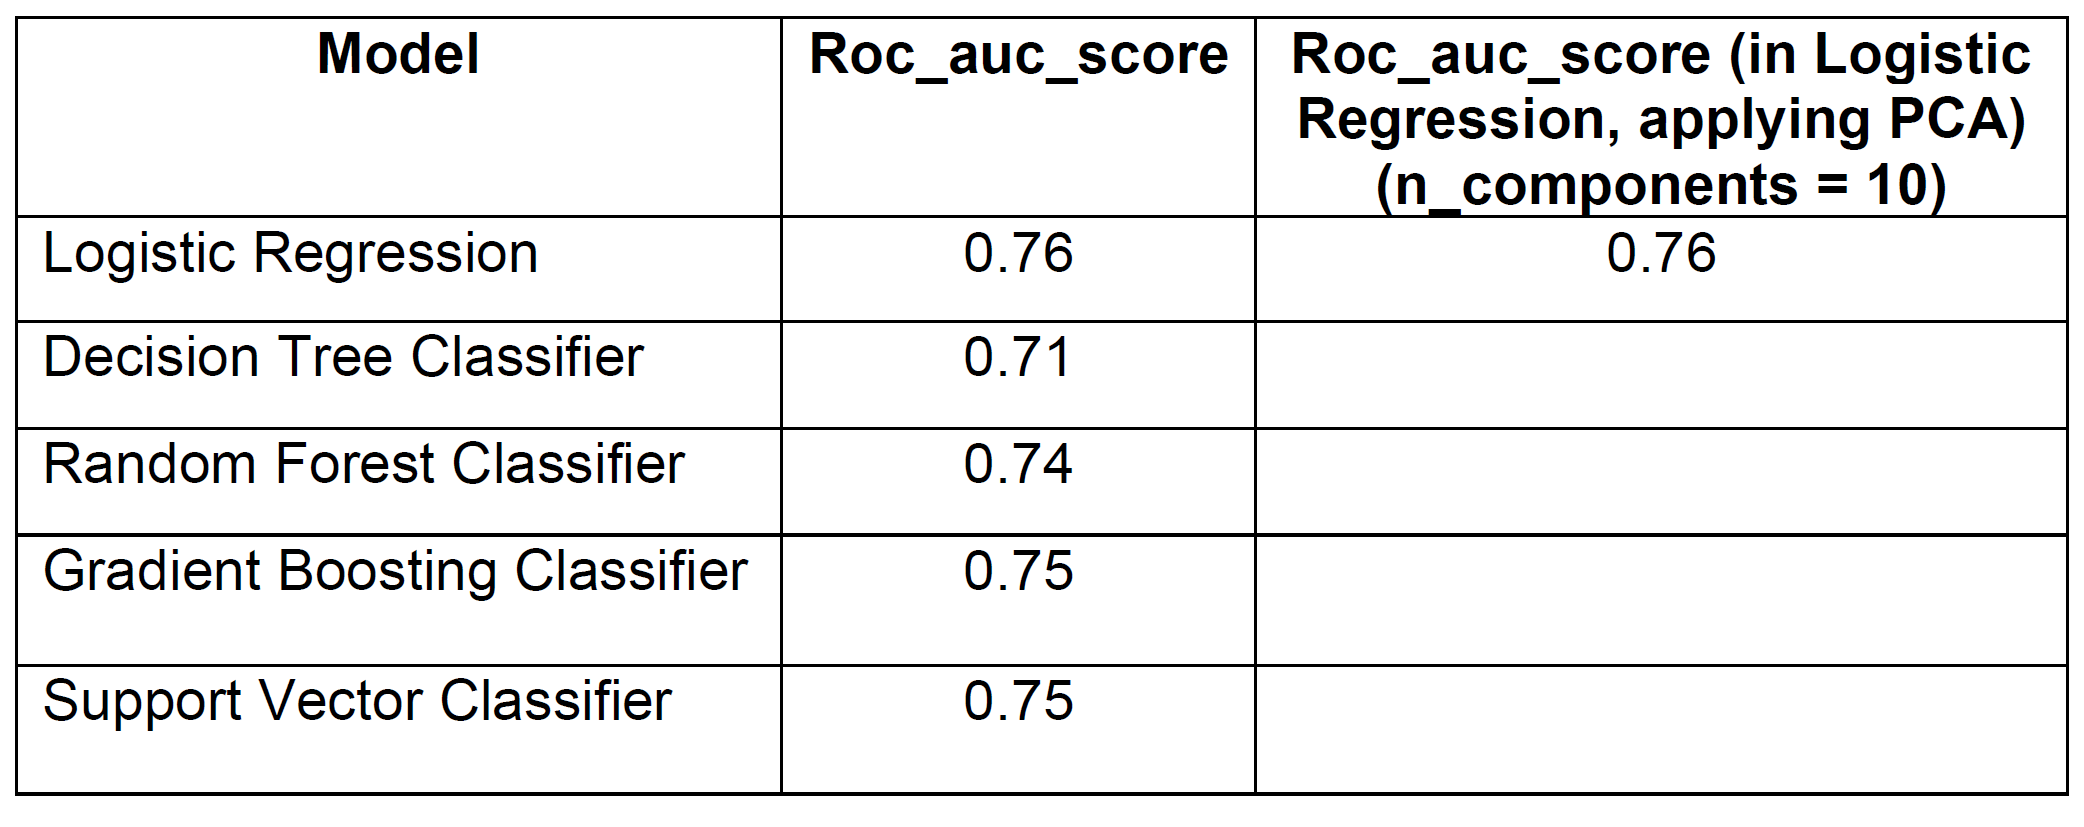 Model
Roc_auc_score
Roc_auc_score (in Logistic
Regression, applying PCA)
(n_components = 10)
Logistic Regression
0.76
0.76
Decision Tree Classifier
0.71
Random Forest Classifier
0.74
Gradient Boosting Classifier
0.75
Support Vector Classifier
0.75